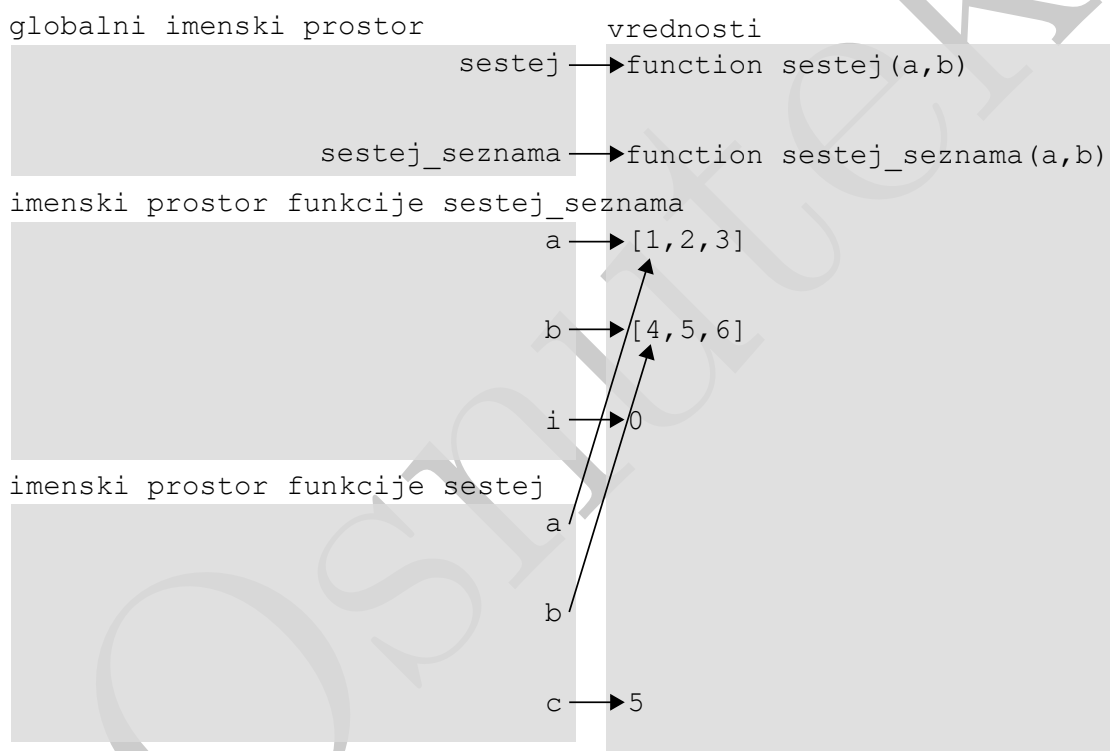 globalni imenski prostor
vrednosti
sestej function sestej(a,b)
sestej_seznama function sestej_seznama(a,b)
imenski prostor funkcije sestej_seznama
a [1,2,3]
b [4,5,6]
i 0
imenski prostor funkcije sestej
a
b
c 5
Osnutek